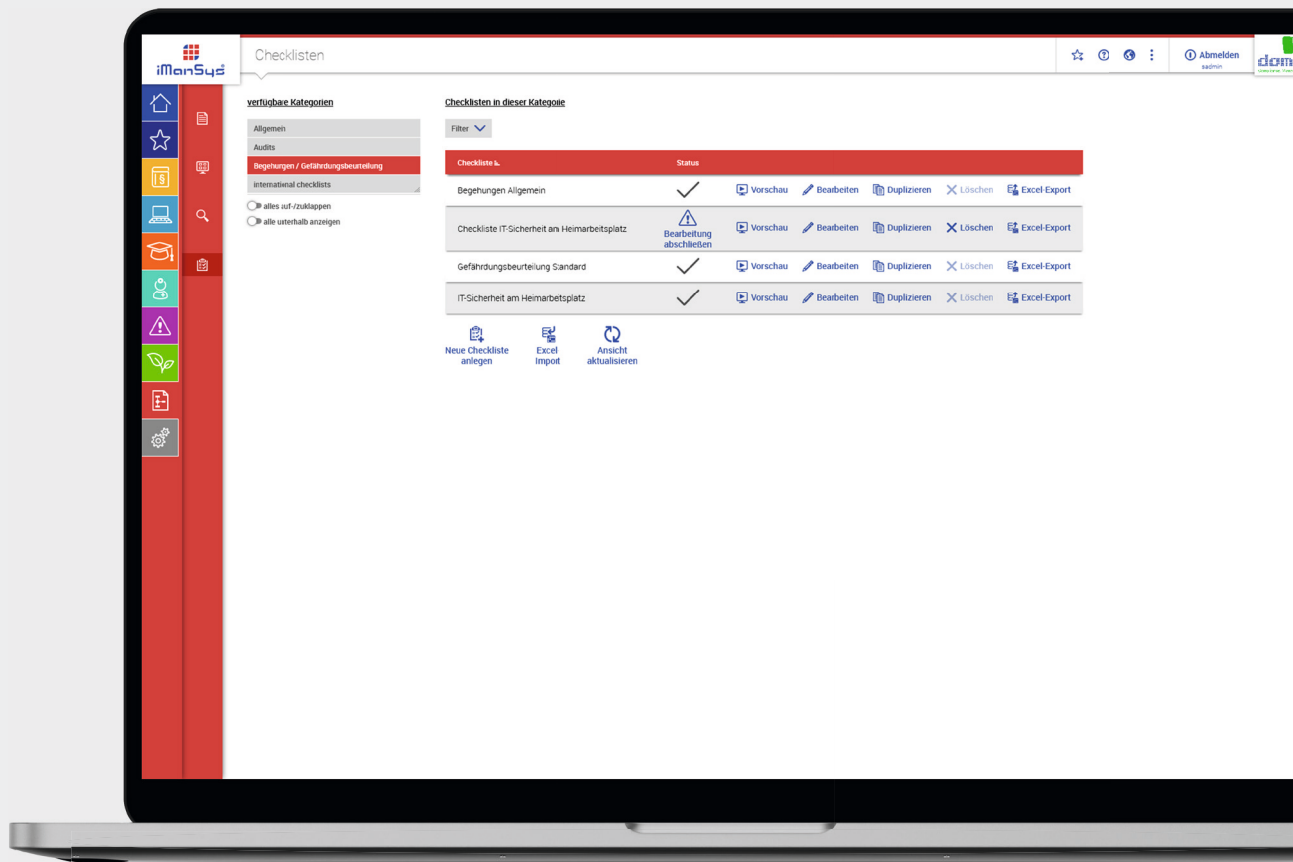 iManSys
Checklisten
Abmelden
sadmin
verfügbare Kategorien
Allgemein
Audits
Begehungen / Gefährdungsbeurteilung
international checklists
alles auf-/zuklappen
alle unterhalb anzeigen
Checklisten in dieser Kategorie
Filter
Checkliste Status
Begehungen Allgemein Vorschau Bearbeiten Duplizieren Löschen Excel-Export
Checkliste IT-Sicherheit am Heimarbeitsplatz Bearbeitung abschließen Vorschau Bearbeiten Duplizieren Löschen Excel-Export
Gefährdungsbeurteilung Standard Vorschau Bearbeiten Duplizieren Löschen Excel-Export
IT-Sicherheit am Heimarbeitsplatz Vorschau Bearbeiten Duplizieren Löschen Excel-Export
Neue Checkliste anlegen
Excel Import
Ansicht aktualisieren